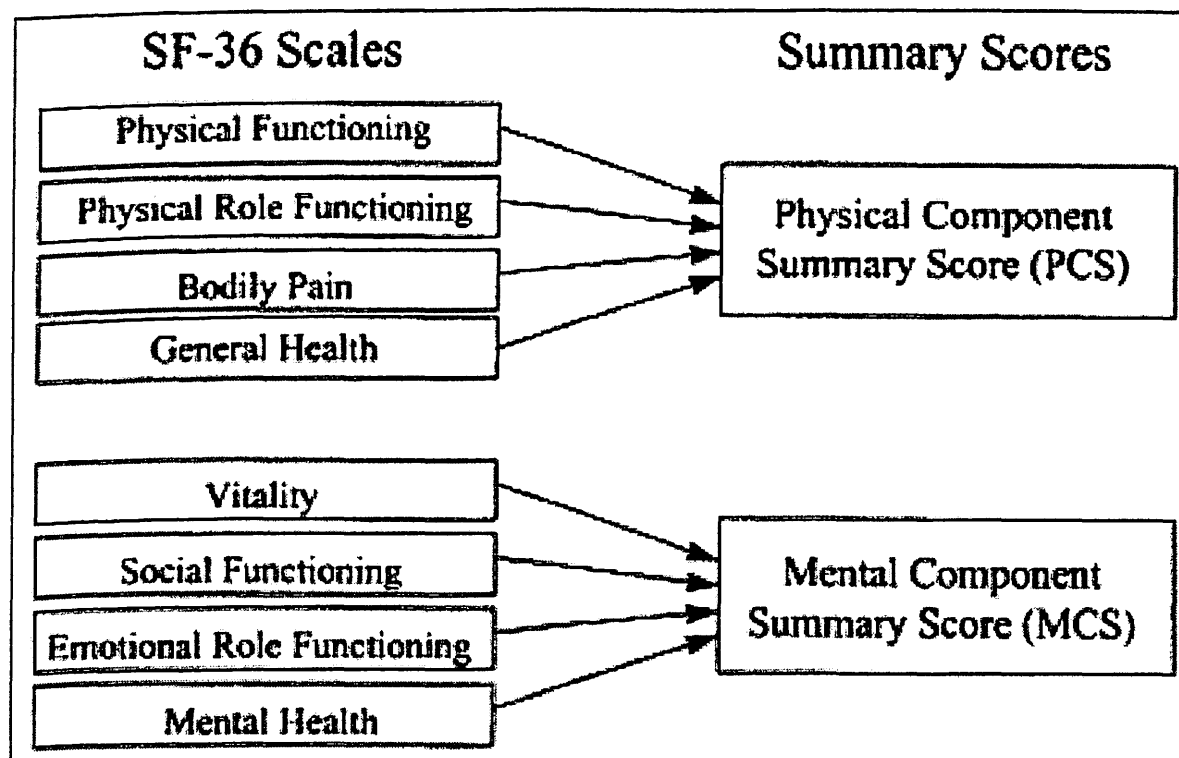 SF-36 Scales
Summary Scores
Physical Functioning
Physical Role Functioning
Bodily Pain
General Health
Physical Component
Summary Score (PCS)
Vitality
Social Functioning
Emotional Role Functioning
Mental Health
Mental Component
Summary Score (MCS)